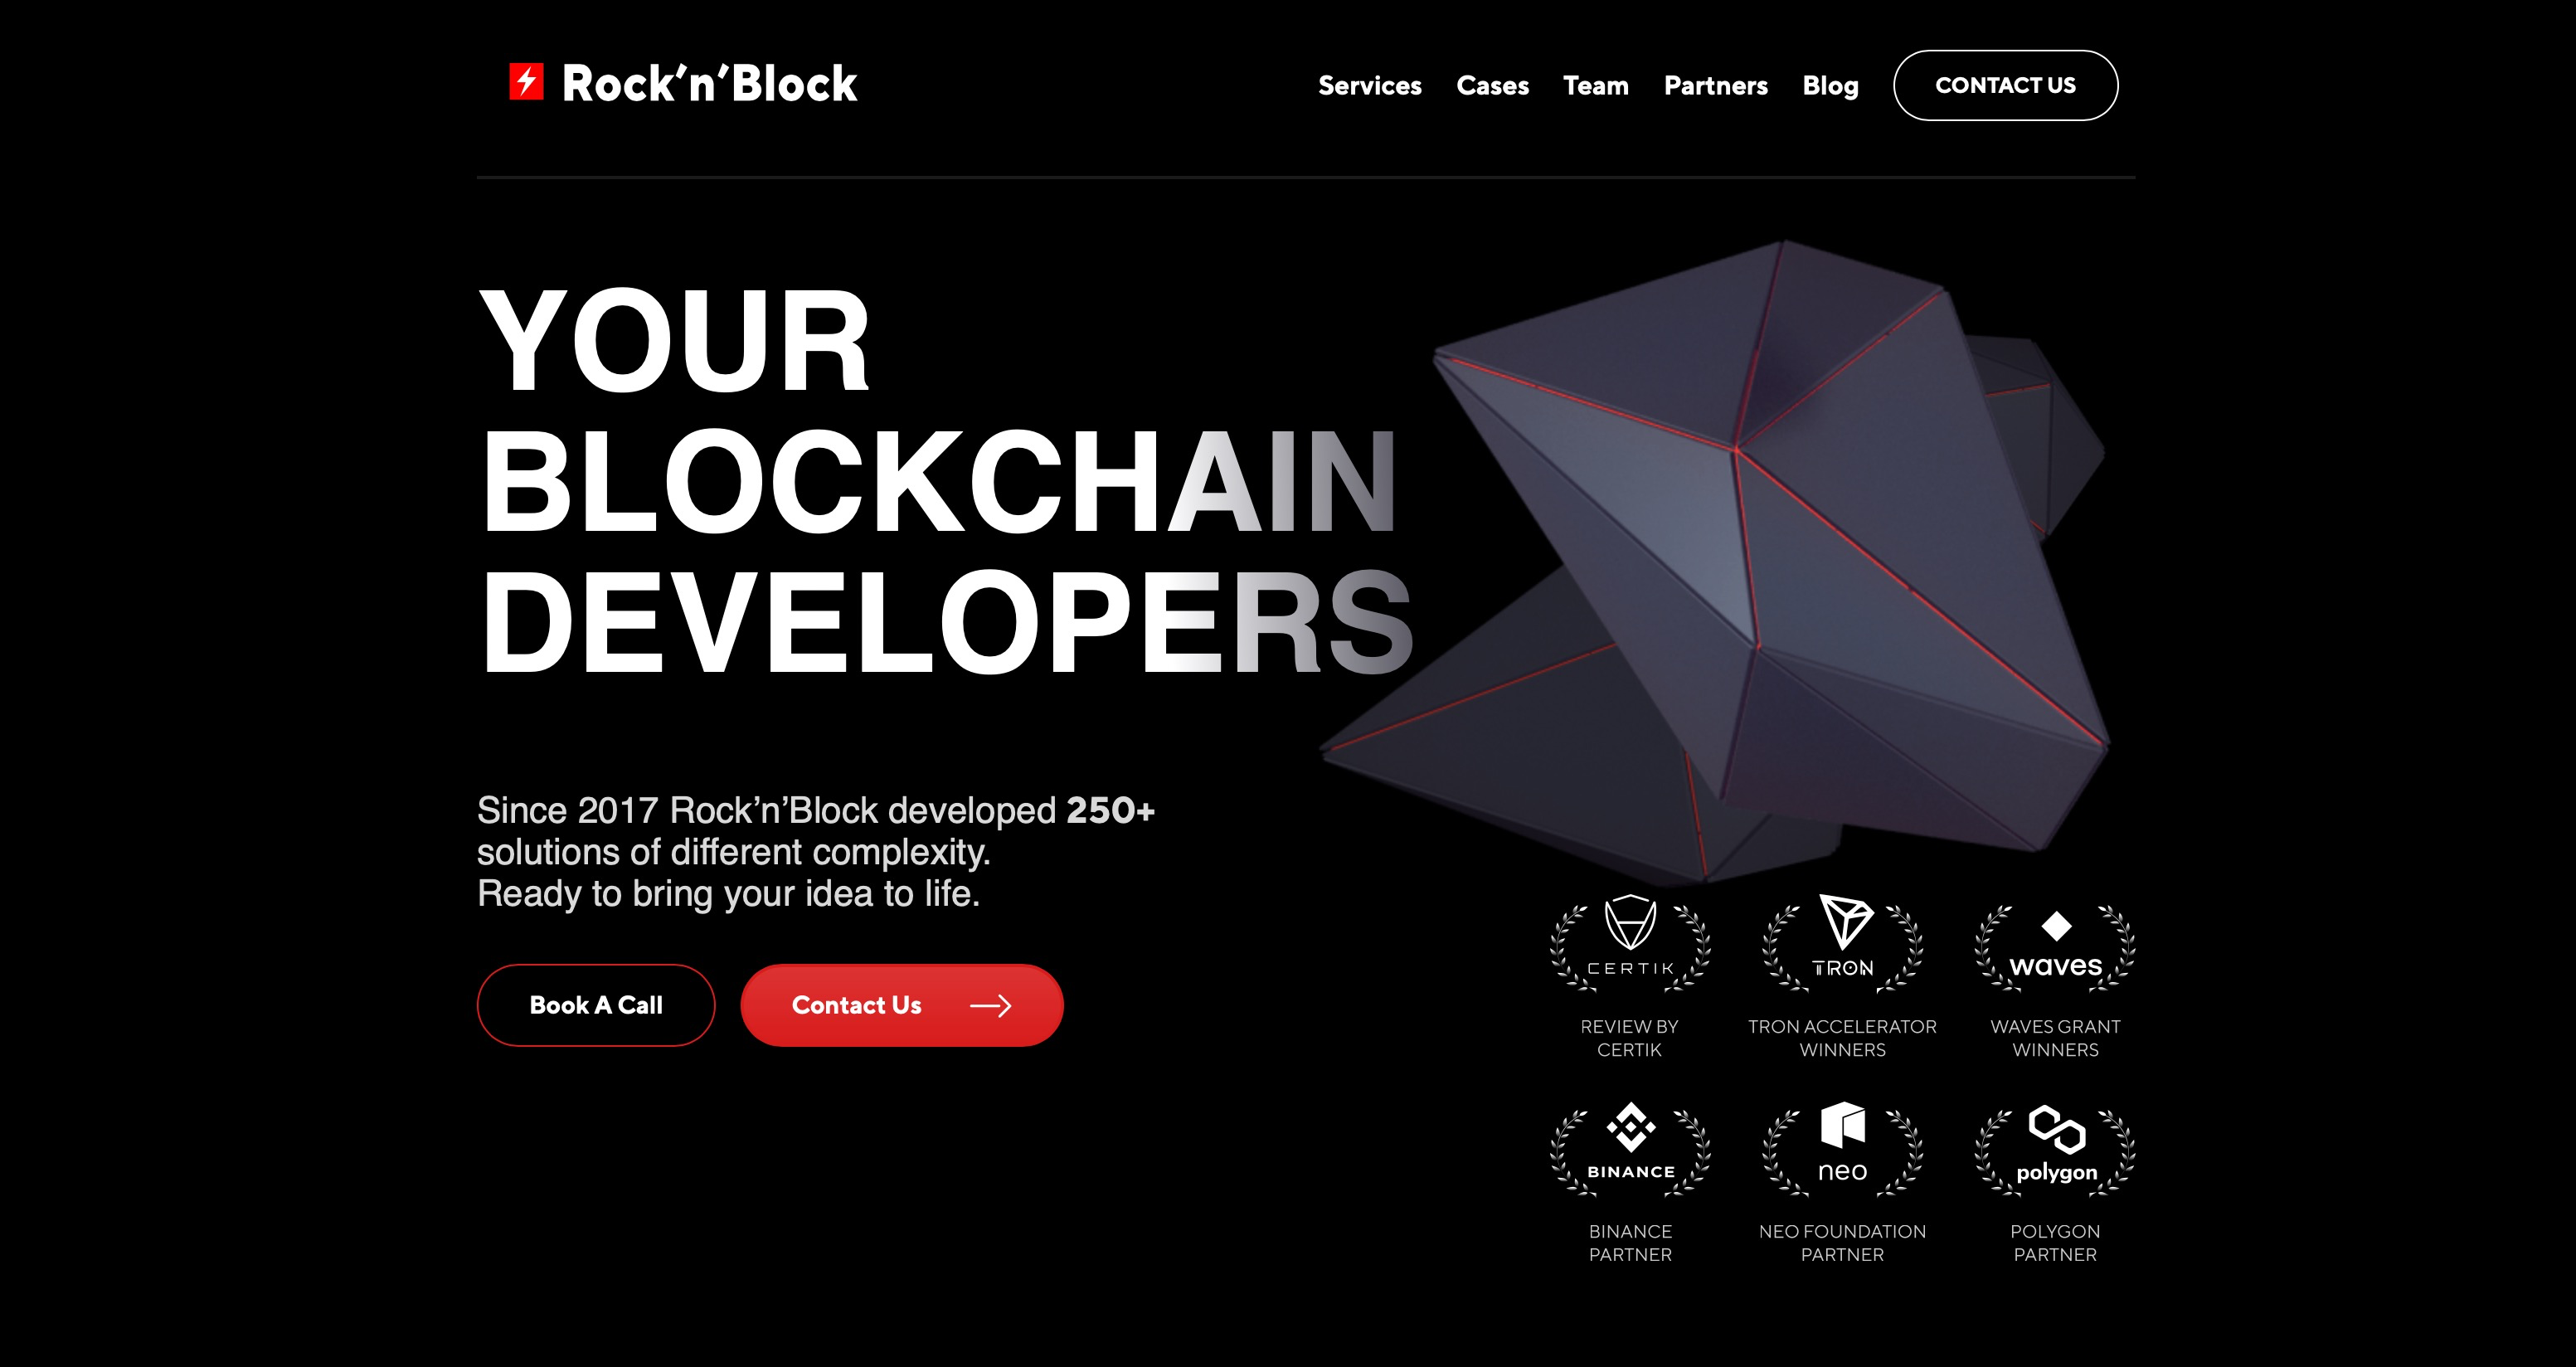 Rock’n’Block
Services Cases Team Partners Blog CONTACT US
YOUR
BLOCKCHAIN
DEVELOPERS
Since 2017 Rock’n’Block developed 250+
solutions of different complexity.
Ready to bring your idea to life.
Book A Call Contact Us
CERTIK TRON waves
REVIEW BY
CERTIK
TRON ACCELERATOR
WINNERS
WAVES GRANT
WINNERS
BINANCE neo polygon
BINANCE
PARTNER
NEO FOUNDATION
PARTNER
POLYGON
PARTNER